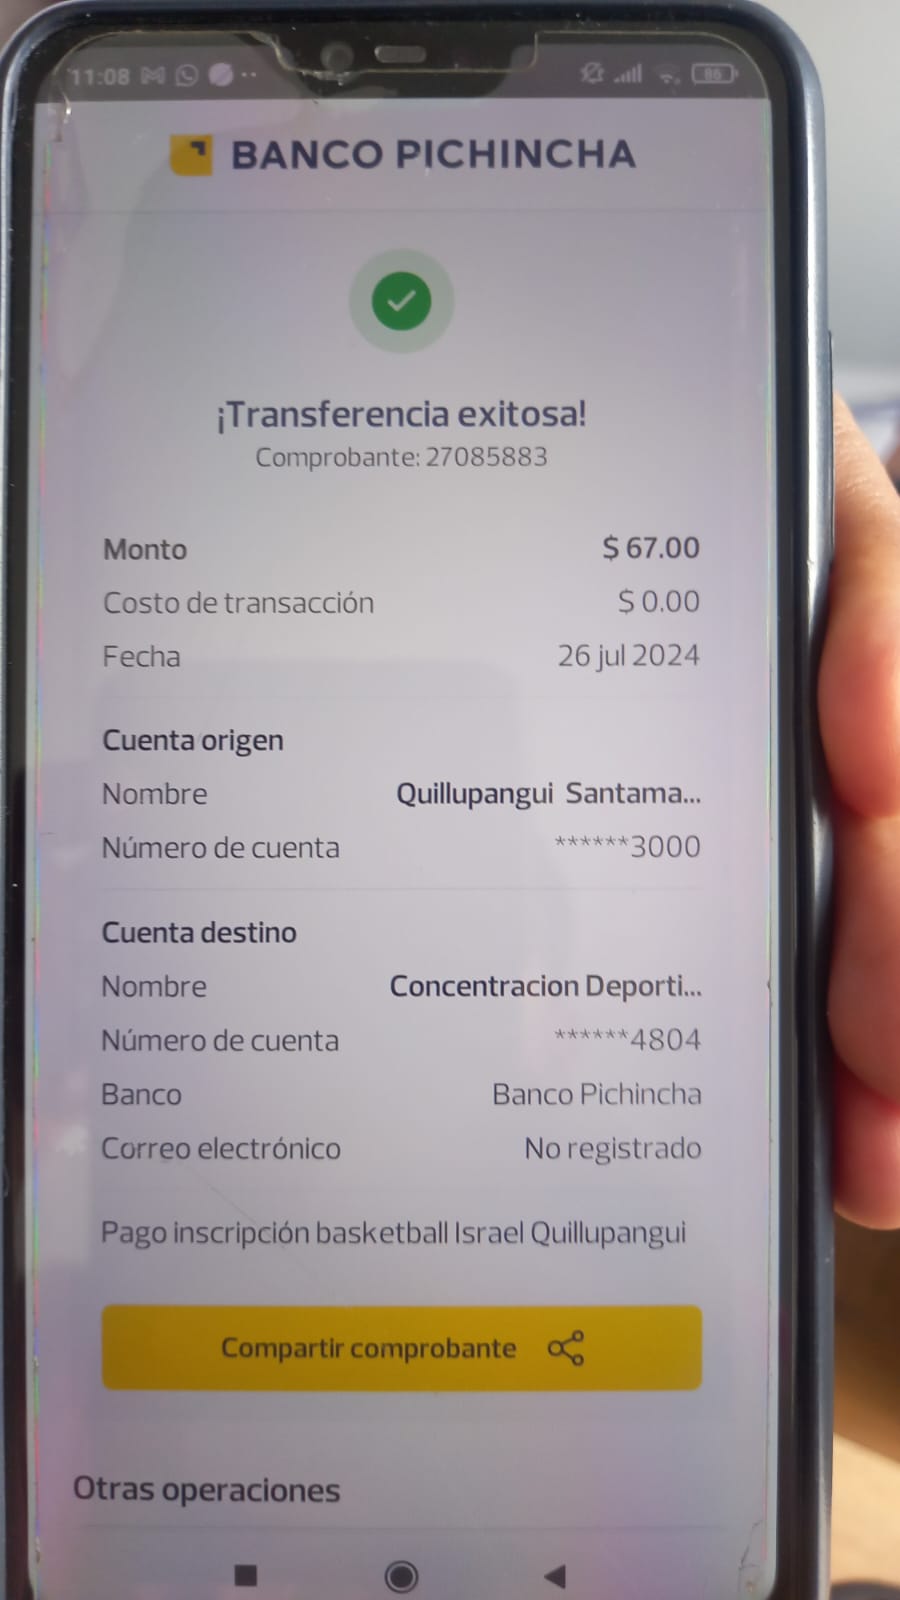 11:08
86
BANCO PICHINCHA
¡Transferencia exitosa!
Comprobante: 27085883
Monto $ 67.00
Costo de transacción $ 0.00
Fecha 26 jul 2024
Cuenta origen
Nombre Quillupangui Santama...
Número de cuenta ******3000
Cuenta destino
Nombre Concentracion Deporti...
Número de cuenta ******4804
Banco Banco Pichincha
Correo electrónico No registrado
Pago inscripción basketball Israel Quillupangui
Compartir comprobante
Otras operaciones